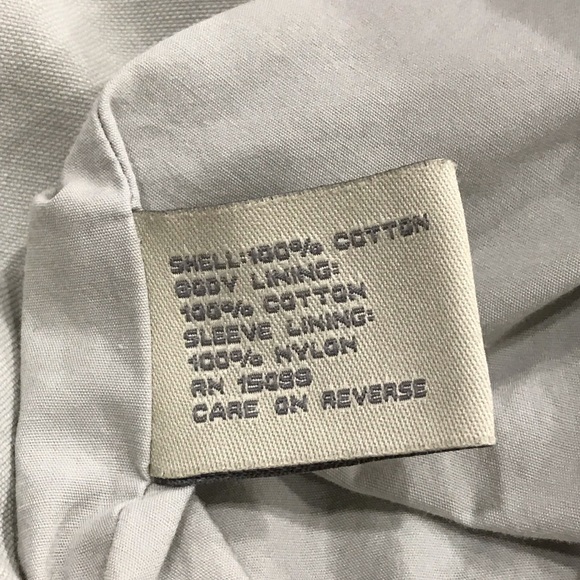 SHELL:100% COTTON
BODY LINING:
100% COTTON
SLEEVE LINING:
100% NYLON
RN 15099
CARE ON REVERSE